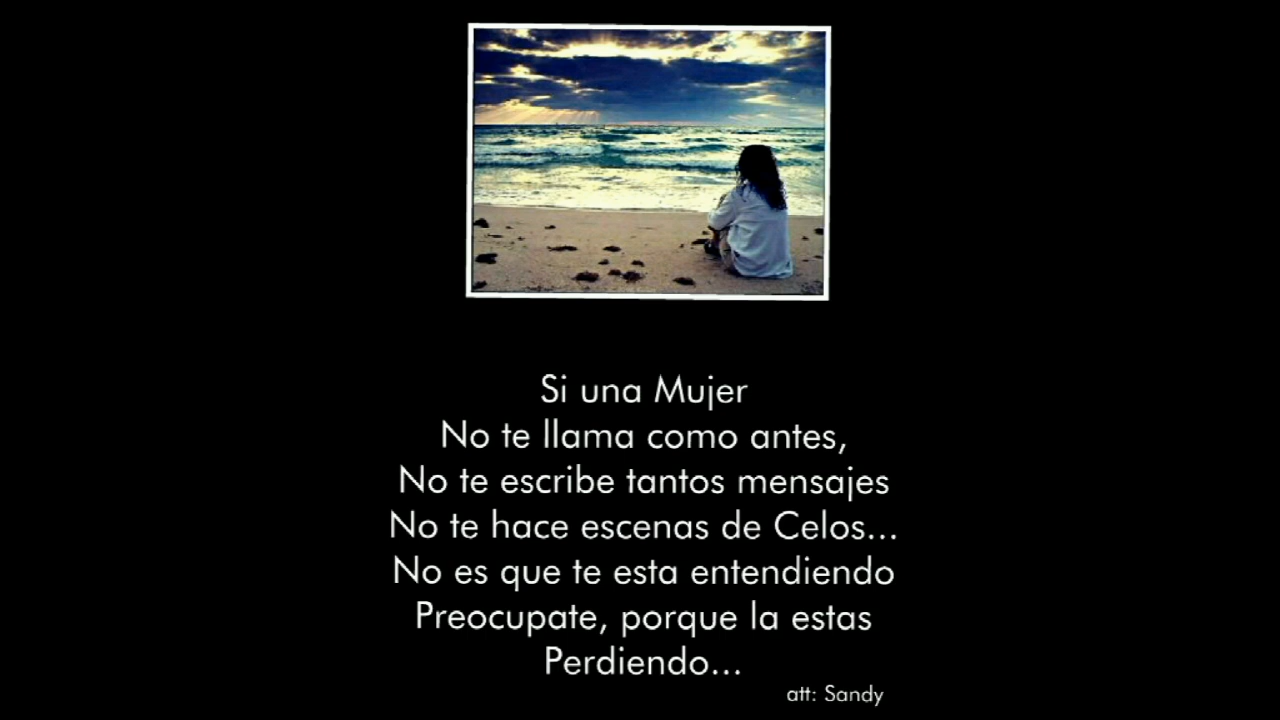 Si una Mujer
No te llama como antes,
No te escribe tantos mensajes
No te hace escenas de Celos...
No es que te esta entendiendo
Preocupate, porque la estas
Perdiendo...
att: Sandy